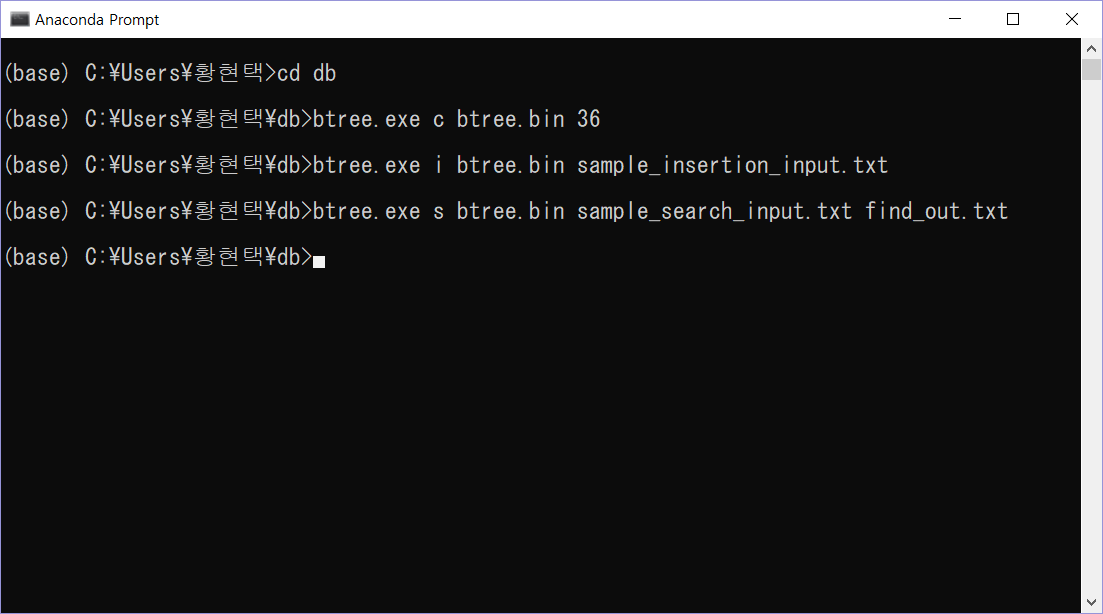 Anaconda Prompt
(base) C:¥Users¥황현택>cd db
(base) C:¥Users¥황현택¥db>btree.exe c btree.bin 36
(base) C:¥Users¥황현택¥db>btree.exe i btree.bin sample_insertion_input.txt
(base) C:¥Users¥황현택¥db>btree.exe s btree.bin sample_search_input.txt find_out.txt
(base) C:¥Users¥황현택¥db>